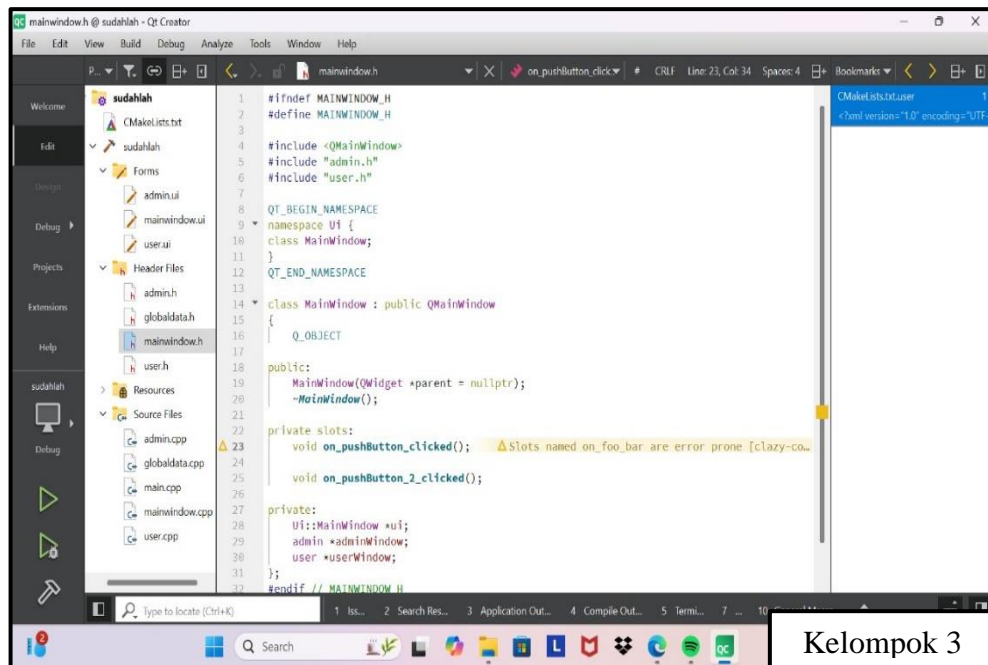 mainwindow.h @ sudahlah - Qt Creator
File Edit View Build Debug Analyze Tools Window Help
P... mainwindow.h on_pushButton_click # CRLF Line: 23, Col: 34 Spaces: 4 Bookmarks
Welcome
Edit
Design
Debug
Projects
Extensions
Help
sudahlah
Debug
sudahlah
CMakeLists.txt
sudahlah
Forms
admin.ui
mainwindow.ui
user.ui
Header Files
admin.h
globaldata.h
mainwindow.h
user.h
Resources
Source Files
admin.cpp
globaldata.cpp
main.cpp
mainwindow.cpp
user.cpp
1 #ifndef MAINWINDOW_H
2 #define MAINWINDOW_H
3
4 #include <QMainWindow>
5 #include "admin.h"
6 #include "user.h"
7
8 QT_BEGIN_NAMESPACE
9 namespace Ui {
10 class MainWindow;
11 }
12 QT_END_NAMESPACE
13
14 class MainWindow : public QMainWindow
15 {
16 Q_OBJECT
17
18 public:
19 MainWindow(QWidget *parent = nullptr);
20 ~MainWindow();
21
22 private slots:
23 void on_pushButton_clicked(); Slots named on_foo_bar are error prone [clazy-co...
24
25 void on_pushButton_2_clicked();
26
27 private:
28 Ui::MainWindow *ui;
29 admin *adminWindow;
30 user *userWindow;
31 };
32 #endif // MAINWINDOW_H
CMakeLists.txt.user 1
<?xml version="1.0" encoding="UTF-
Type to locate (Ctrl+K) 1 Iss... 2 Search Res... 3 Application Out... 4 Compile Out... 5 Termi... 7 ... 10
2 Search
Kelompok 3